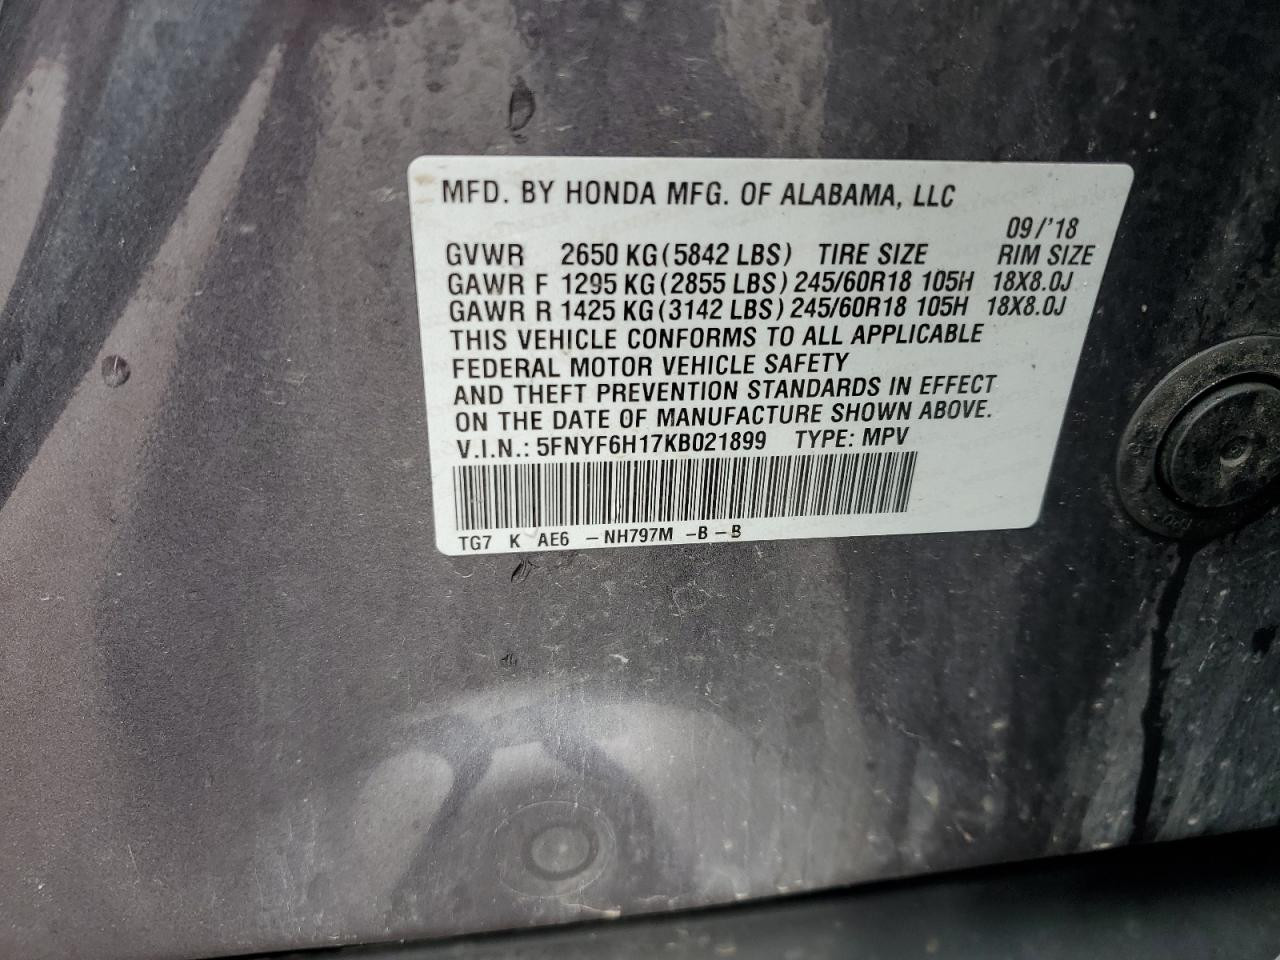 MFD. BY HONDA MFG. OF ALABAMA, LLC
09/'18
GVWR 2650 KG (5842 LBS) TIRE SIZE RIM SIZE
GAWR F 1295 KG (2855 LBS) 245/60R18 105H 18X8.0J
GAWR R 1425 KG (3142 LBS) 245/60R18 105H 18X8.0J
THIS VEHICLE CONFORMS TO ALL APPLICABLE
FEDERAL MOTOR VEHICLE SAFETY
AND THEFT PREVENTION STANDARDS IN EFFECT
ON THE DATE OF MANUFACTURE SHOWN ABOVE.
V.I.N.: 5FNYF6H17KB021899 TYPE: MPV
TG7 K AE6 -NH797M -B-B